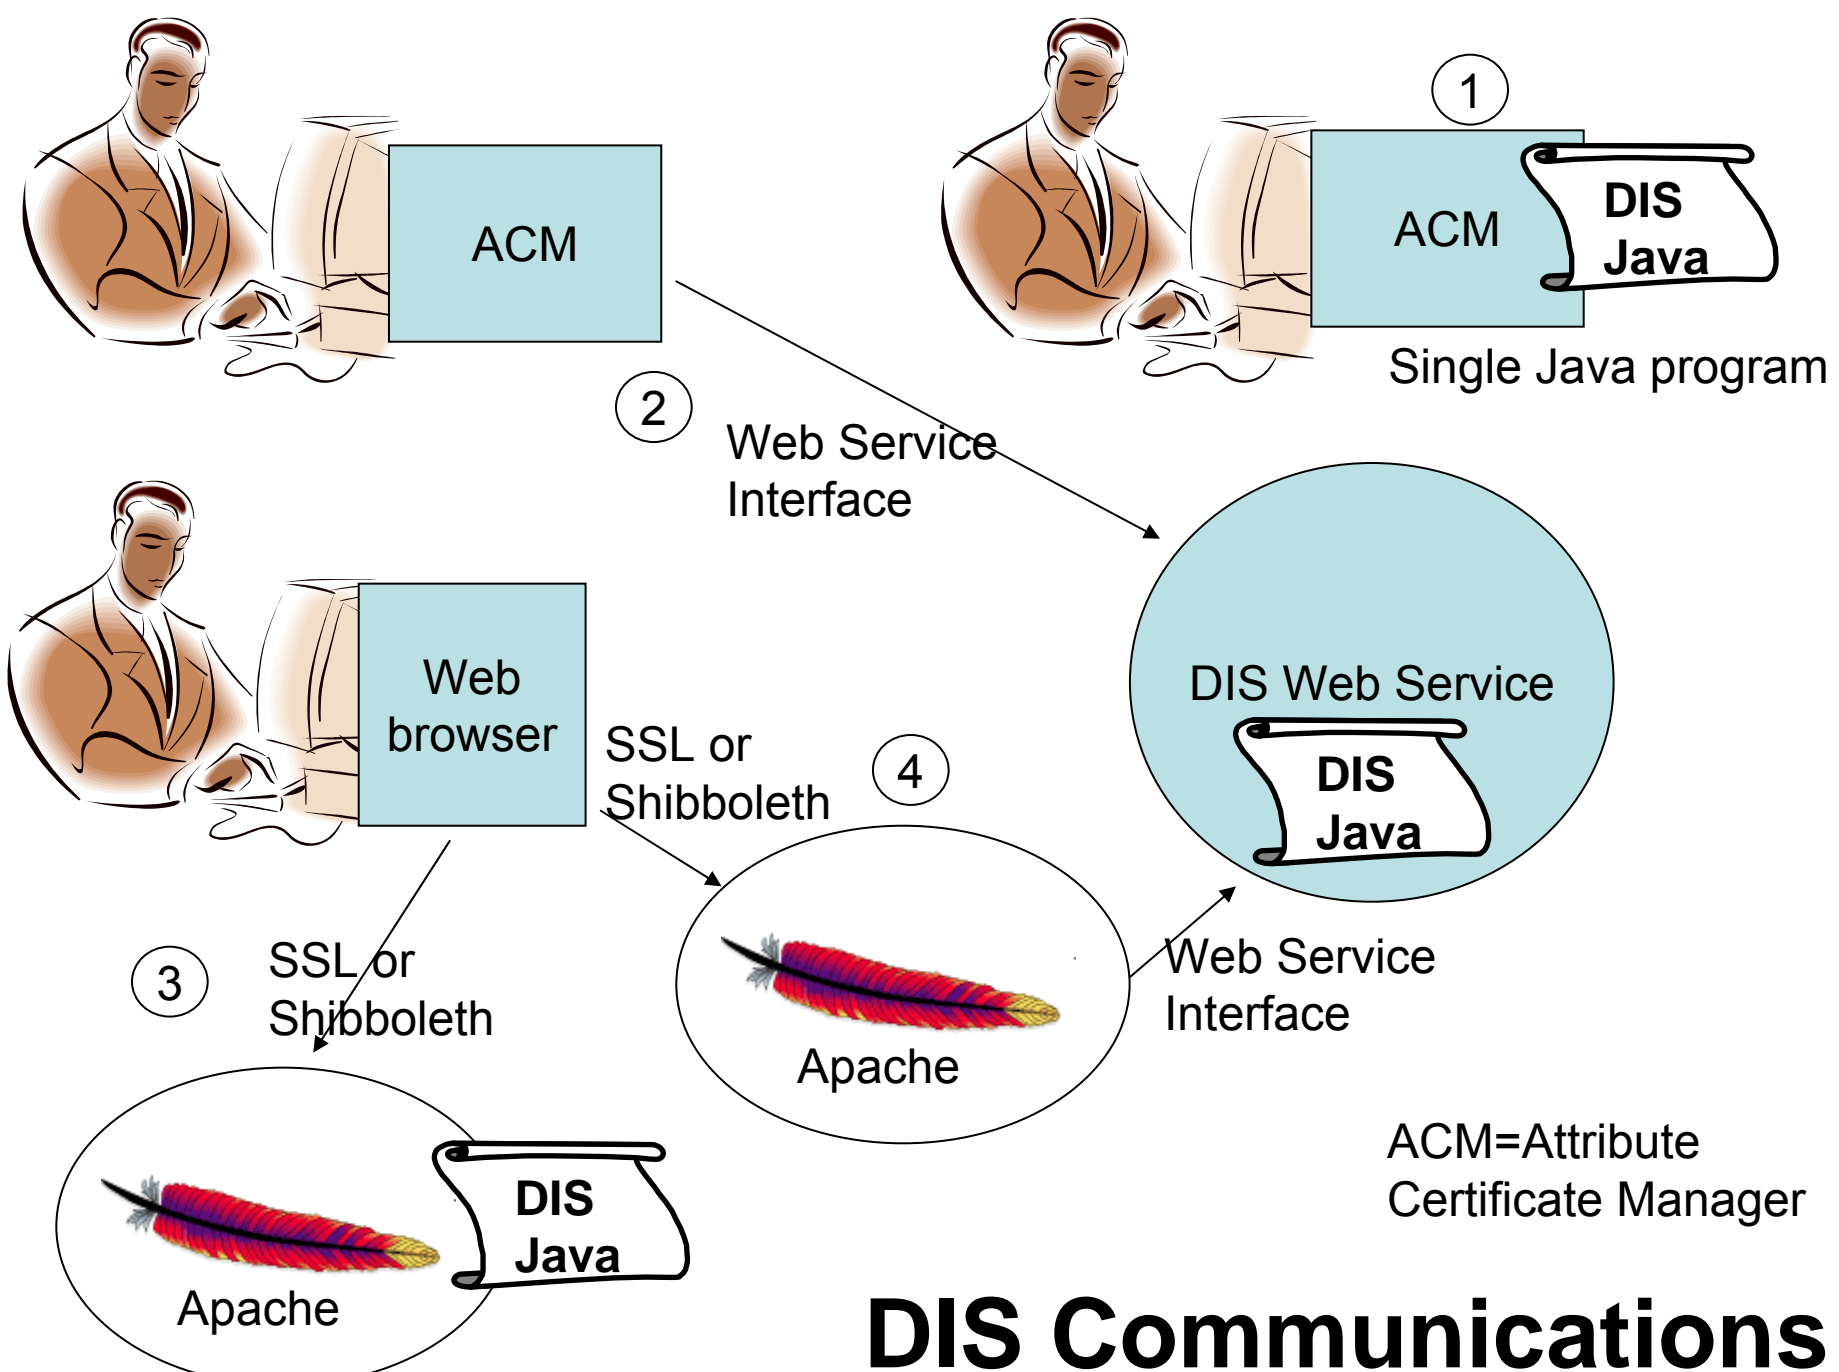 1
ACM
DIS
Java
Single Java program
ACM
2
Web Service
Interface
Web
browser
SSL or
Shibboleth
4
DIS Web Service
DIS
Java
3
SSL or
Shibboleth
Apache
Web Service
Interface
DIS
Java
Apache
ACM=Attribute
Certificate Manager
DIS Communications